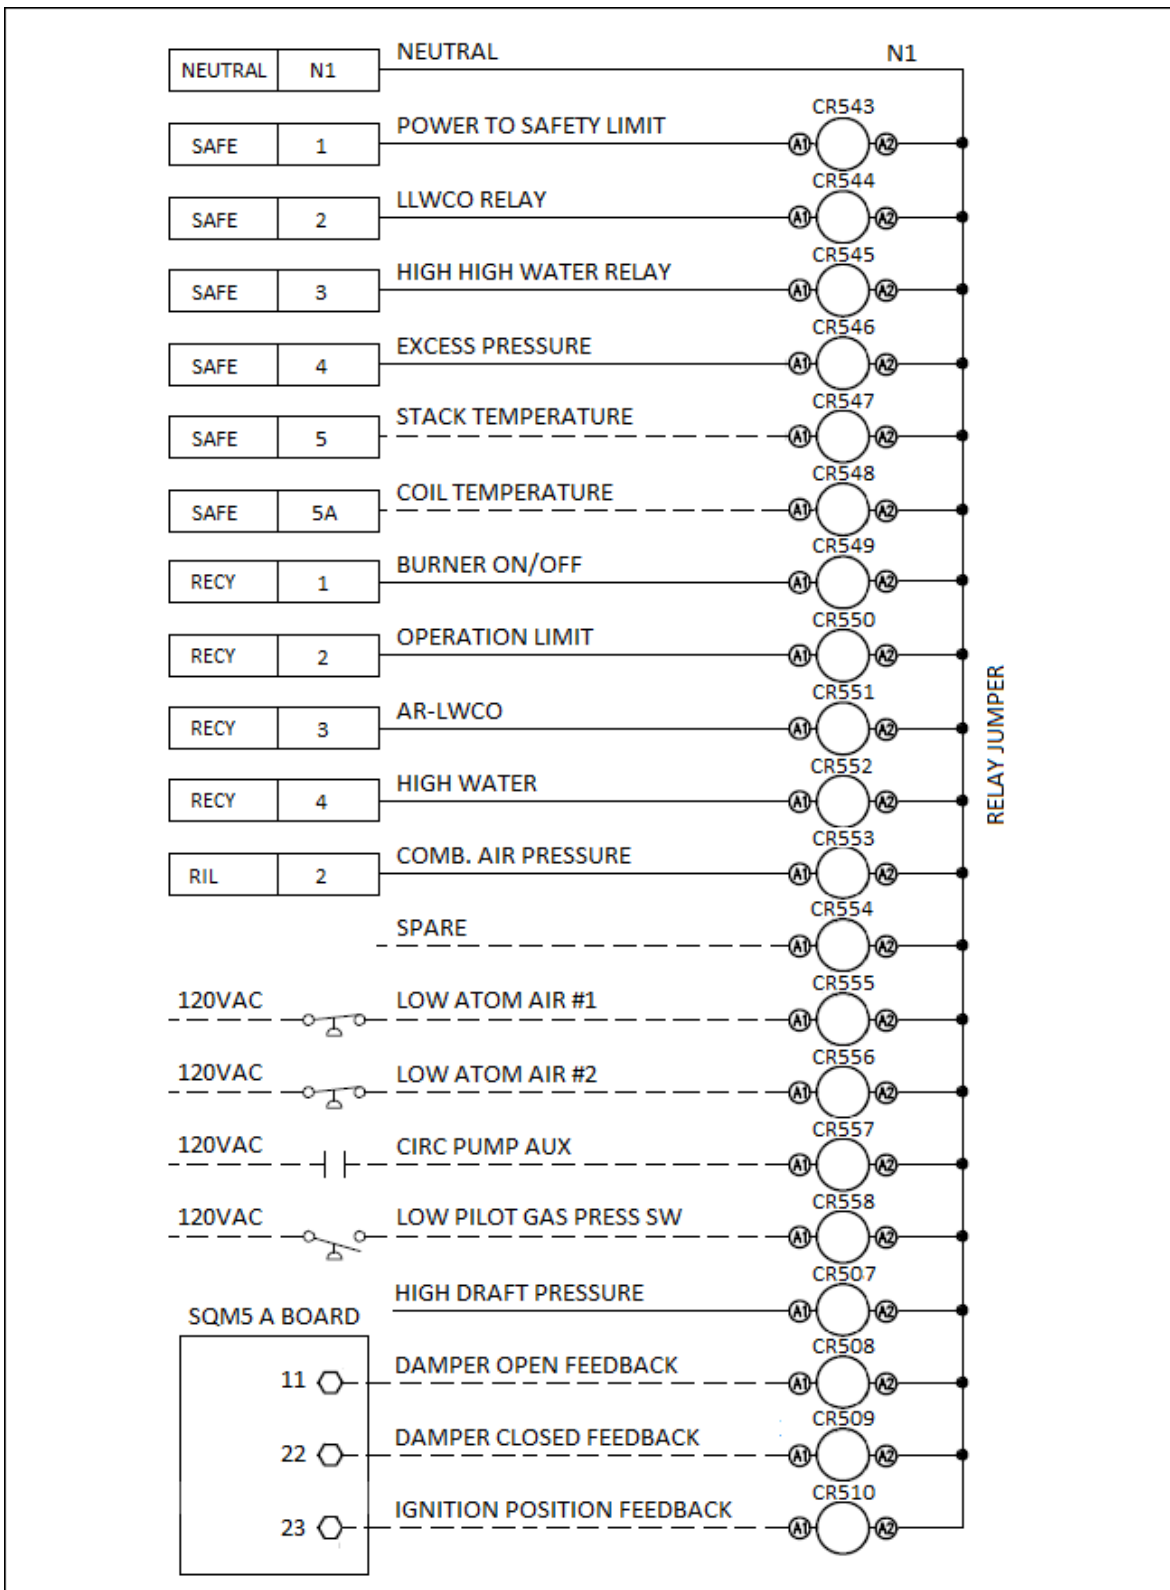 NEUTRAL N1 NEUTRAL N1
CR543
SAFE 1 POWER TO SAFETY LIMIT A1 A2
CR544
SAFE 2 LLWCO RELAY A1 A2
CR545
SAFE 3 HIGH HIGH WATER RELAY A1 A2
CR546
SAFE 4 EXCESS PRESSURE A1 A2
CR547
SAFE 5 STACK TEMPERATURE A1 A2
CR548
SAFE 5A COIL TEMPERATURE A1 A2
CR549
RECY 1 BURNER ON/OFF A1 A2
CR550
RECY 2 OPERATION LIMIT A1 A2
CR551
RECY 3 AR-LWCO A1 A2
CR552
RECY 4 HIGH WATER A1 A2
CR553
RIL 2 COMB. AIR PRESSURE A1 A2
CR554
SPARE A1 A2
CR555
120VAC LOW ATOM AIR #1 A1 A2
CR556
120VAC LOW ATOM AIR #2 A1 A2
CR557
120VAC CIRC PUMP AUX A1 A2
CR558
120VAC LOW PILOT GAS PRESS SW A1 A2
CR507
HIGH DRAFT PRESSURE A1 A2
SQM5 A BOARD
CR508
11 DAMPER OPEN FEEDBACK A1 A2
CR509
22 DAMPER CLOSED FEEDBACK A1 A2
CR510
23 IGNITION POSITION FEEDBACK A1 A2
RELAY JUMPER